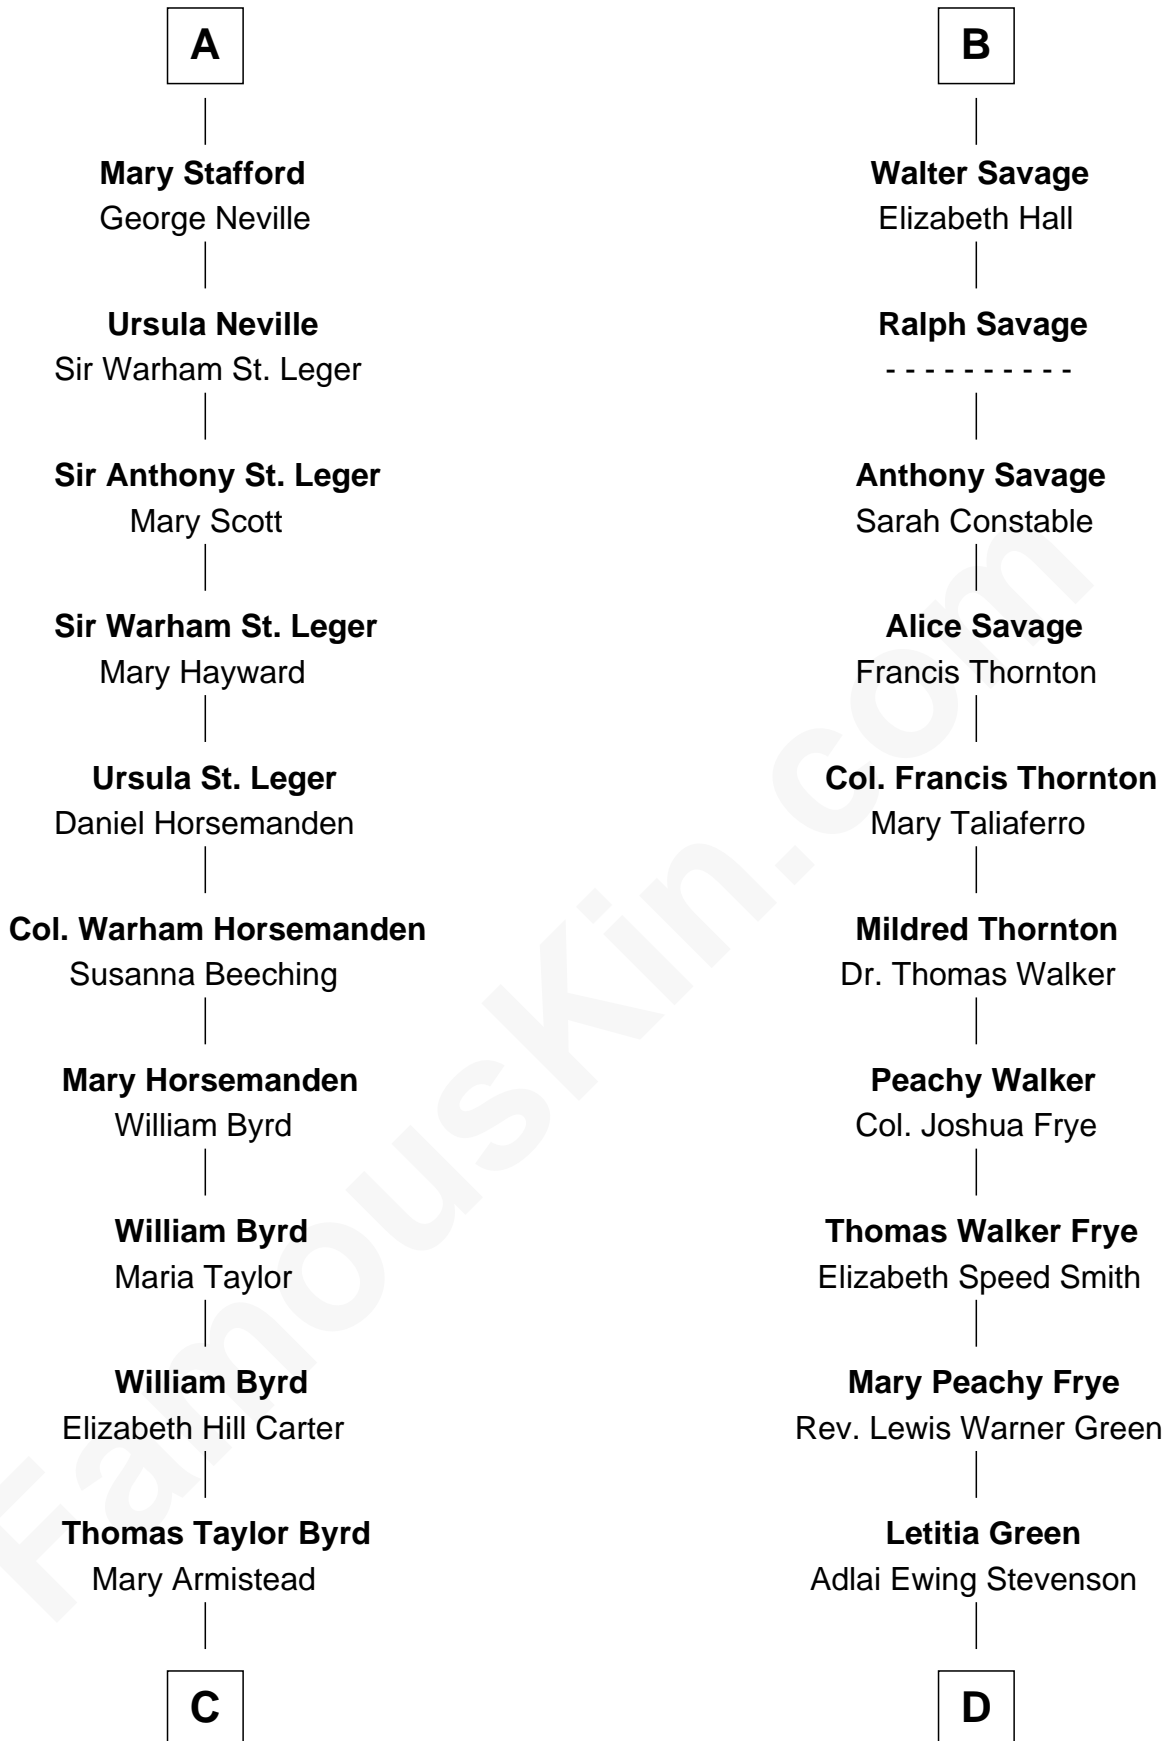 A
Mary Stafford
George Neville
Ursula Neville
Sir Warham St. Leger
Sir Anthony St. Leger
Mary Scott
Sir Warham St. Leger
Mary Hayward
Ursula St. Leger
Daniel Horsemanden
Col. Warham Horsemanden
Susanna Beeching
Mary Horsemanden
William Byrd
William Byrd
Maria Taylor
William Byrd
Elizabeth Hill Carter
Thomas Taylor Byrd
Mary Armistead
C
B
Walter Savage
Elizabeth Hall
Ralph Savage
- - - - - - - - - -
Anthony Savage
Sarah Constable
Alice Savage
Francis Thornton
Col. Francis Thornton
Mary Taliaferro
Mildred Thornton
Dr. Thomas Walker
Peachy Walker
Col. Joshua Frye
Thomas Walker Frye
Elizabeth Speed Smith
Mary Peachy Frye
Rev. Lewis Warner Green
Letitia Green
Adlai Ewing Stevenson
D
FamousKin.com